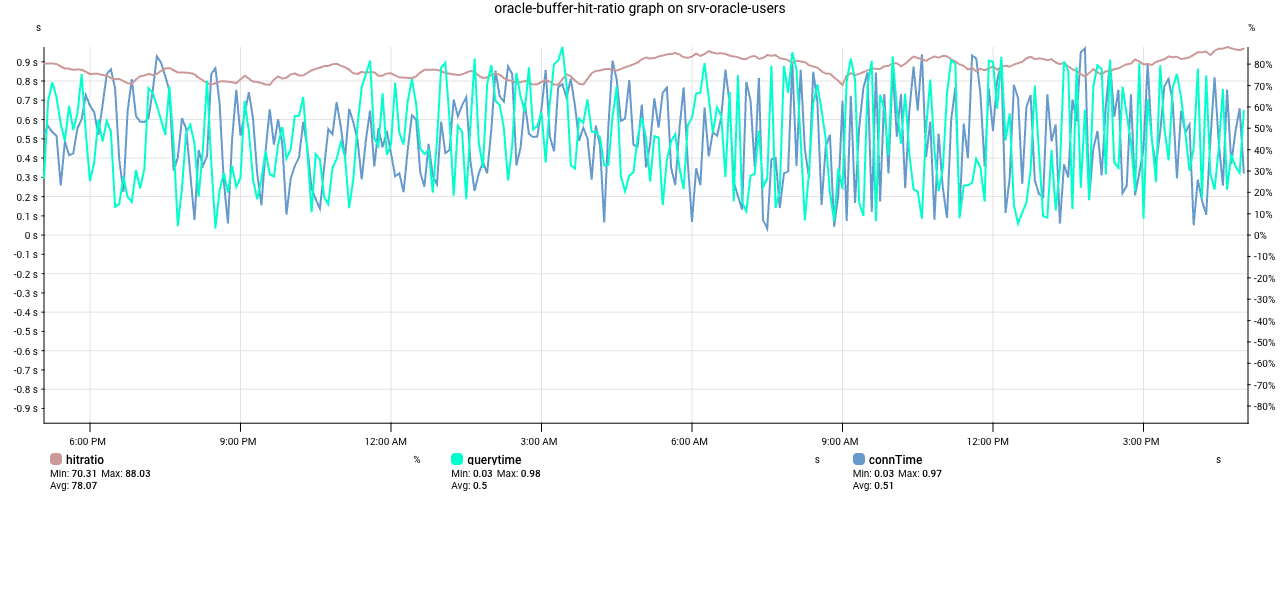 oracle-buffer-hit-ratio graph on srv-oracle-users
s %
0.9 s 80%
0.8 s 70%
0.7 s 60%
0.6 s 50%
0.5 s 40%
0.4 s 30%
0.3 s 20%
0.2 s 10%
0.1 s 0%
0 s -10%
-0.1 s -20%
-0.2 s -30%
-0.3 s -40%
-0.4 s -50%
-0.5 s -60%
-0.6 s -70%
-0.7 s -80%
-0.8 s
-0.9 s
6:00 PM 9:00 PM 12:00 AM 3:00 AM 6:00 AM 9:00 AM 12:00 PM 3:00 PM
hitratio % querytime s connTime s
Min: 70.31 Max: 88.03 Min: 0.03 Max: 0.98 Min: 0.03 Max: 0.97
Avg: 78.07 Avg: 0.5 Avg: 0.51